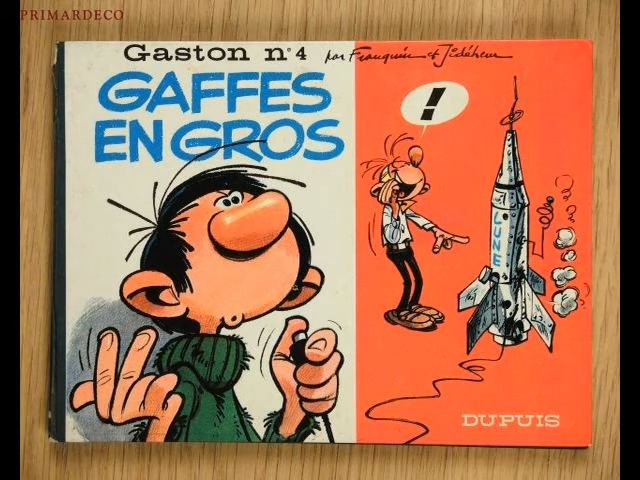 PRIMARDECO
Gaston n°4 par Franquin et Jidéhem
GAFFES
EN GROS
!
LUNE
DUPUIS